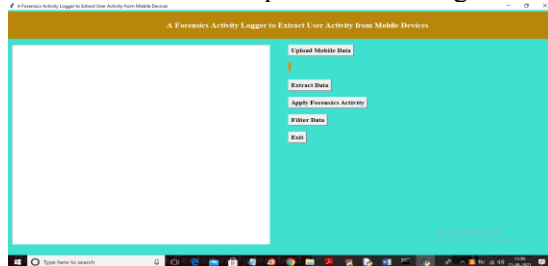 A Forensics Activity Logger to Extract User Activity from Mobile Devices
A Forensics Activity Logger to Extract User Activity from Mobile Devices
Upload Mobile Data
Extract Data
Apply Forensics Activity
Filter Data
Exit
Type here to search